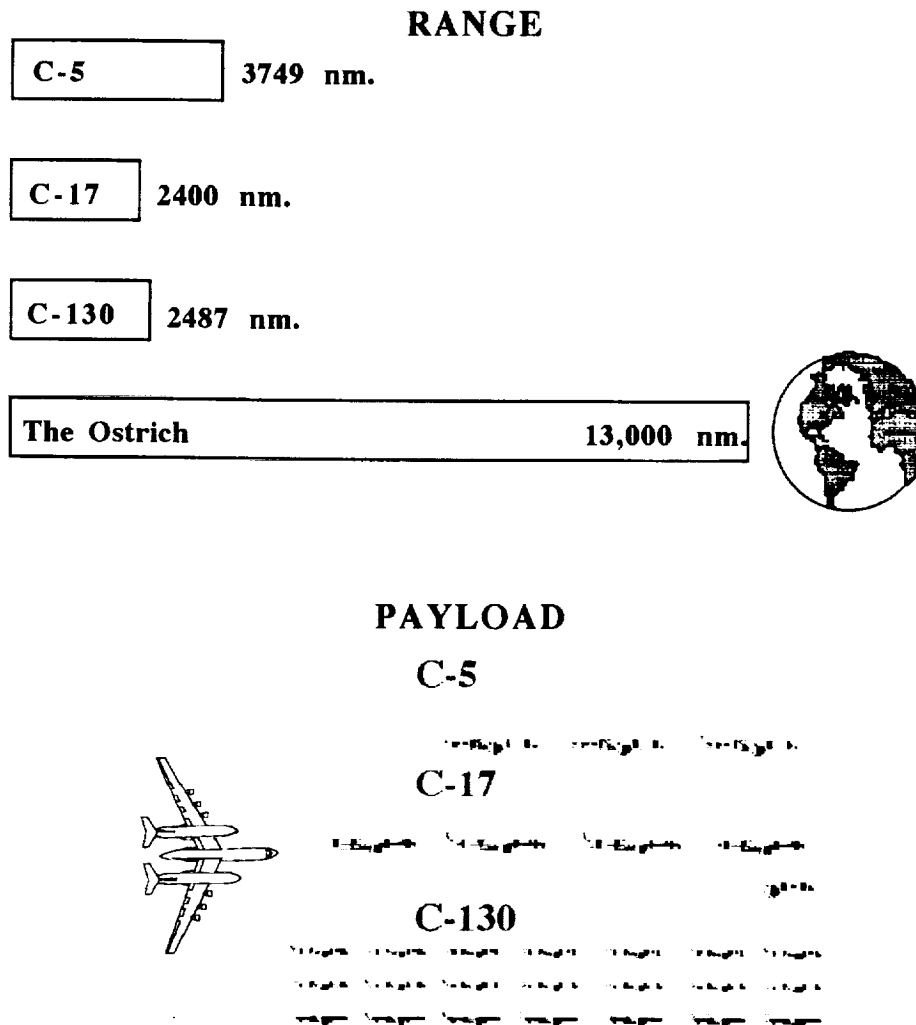 RANGE
C-5 3749 nm.
C-17 2400 nm.
C-130 2487 nm.
The Ostrich 13,000 nm.
PAYLOAD
C-5
C-17
C-130